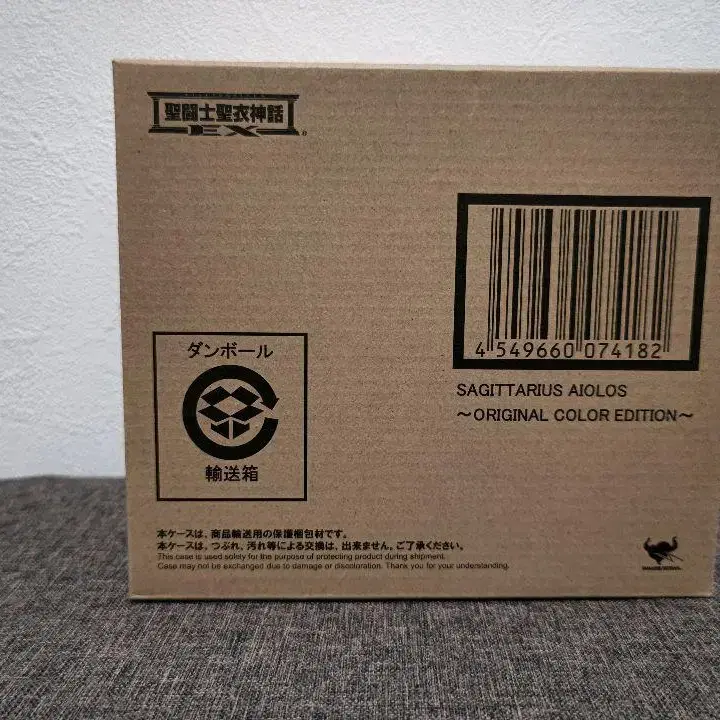 聖闘士聖衣神話
EX
4 549660 074182
SAGITTARIUS AIOLOS
～ORIGINAL COLOR EDITION～
ダンボール
輸送箱
本ケースは、商品輸送用の保護梱包材です。
本ケースは、つぶれ、汚れ等による交換は、出来ません。ご了承ください。
This case is used solely for the purpose of protecting product during shipment.
Case may not be exchanged due to damage or discoloration. Thank you for your understanding.